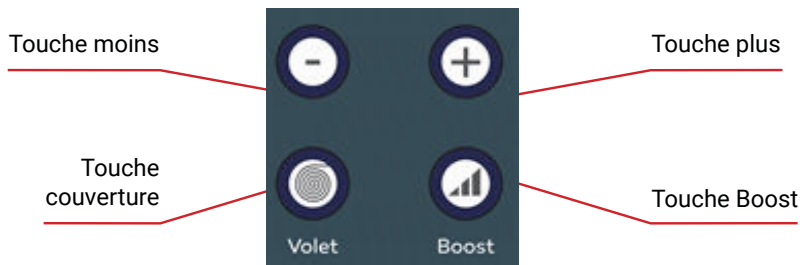 Touche moins
-
+
Touche plus
Touche
couverture
Touche Boost
Volet
Boost